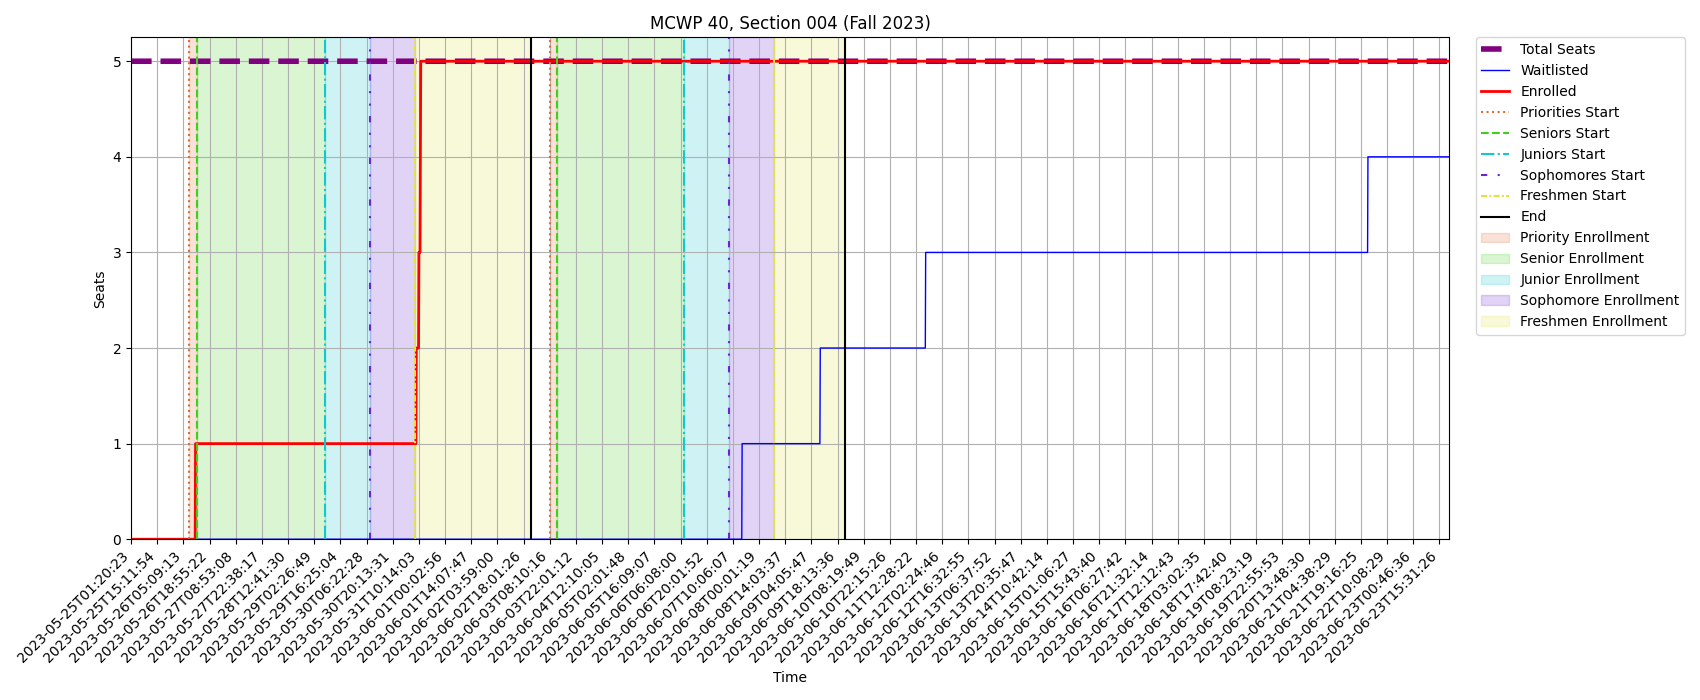 MCWP 40, Section 004 (Fall 2023)
Seats
5
4
3
2
1
0
2023-05-25T01:20:23
2023-05-25T15:11:54
2023-05-26T05:09:13
2023-05-26T18:55:22
2023-05-27T08:53:08
2023-05-27T22:38:17
2023-05-28T12:41:30
2023-05-29T02:26:49
2023-05-29T16:25:04
2023-05-30T06:22:28
2023-05-30T20:13:31
2023-05-31T10:14:03
2023-06-01T00:02:56
2023-06-01T14:07:47
2023-06-02T03:59:00
2023-06-02T18:01:26
2023-06-03T08:10:16
2023-06-03T22:01:12
2023-06-04T12:10:05
2023-06-05T02:01:48
2023-06-05T16:09:07
2023-06-06T06:08:00
2023-06-06T20:01:52
2023-06-07T10:06:07
2023-06-08T00:01:19
2023-06-08T14:03:37
2023-06-09T04:05:47
2023-06-09T18:13:36
2023-06-10T08:19:49
2023-06-10T22:15:26
2023-06-11T12:28:22
2023-06-12T02:24:46
2023-06-12T16:32:55
2023-06-13T06:37:52
2023-06-13T20:35:47
2023-06-14T10:42:14
2023-06-15T01:06:27
2023-06-15T15:43:40
2023-06-16T06:27:42
2023-06-16T21:32:14
2023-06-17T12:12:43
2023-06-18T03:02:35
2023-06-18T17:42:40
2023-06-19T08:23:19
2023-06-19T22:55:53
2023-06-20T13:48:30
2023-06-21T04:38:29
2023-06-21T19:16:25
2023-06-22T10:08:29
2023-06-23T00:46:36
2023-06-23T15:31:26
Time
Total Seats
Waitlisted
Enrolled
Priorities Start
Seniors Start
Juniors Start
Sophomores Start
Freshmen Start
End
Priority Enrollment
Senior Enrollment
Junior Enrollment
Sophomore Enrollment
Freshmen Enrollment